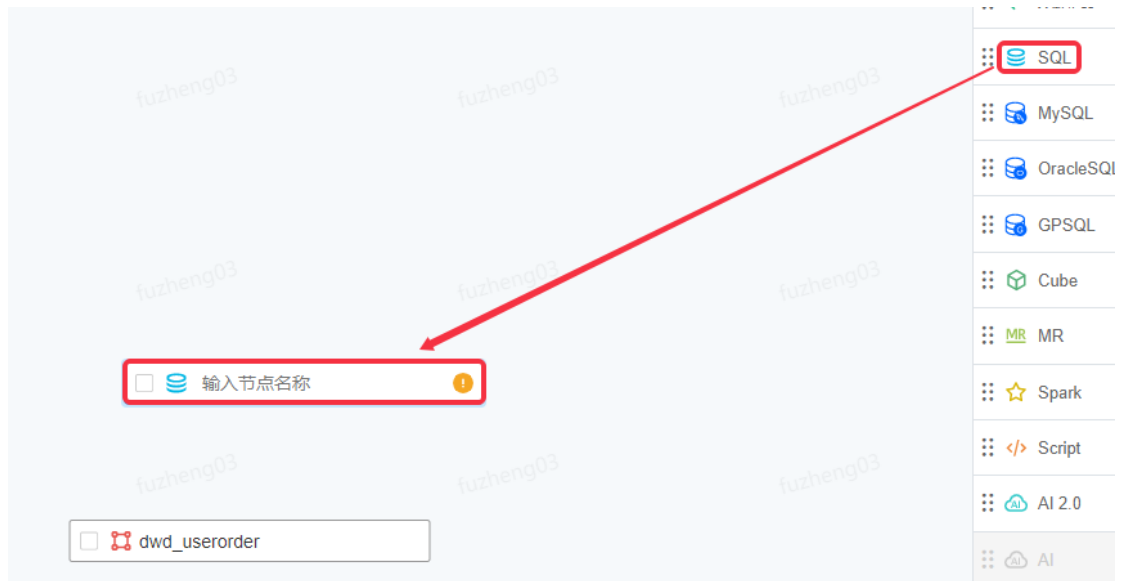 SQL
MySQL
OracleSQL
GPSQL
Cube
MR MR
Spark
Script
AI AI 2.0
AI AI
输入节点名称
dwd_userorder
fuzheng03 fuzheng03 fuzheng03
fuzheng03 fuzheng03 fuzheng03
fuzheng03 fuzheng03 fuzheng03